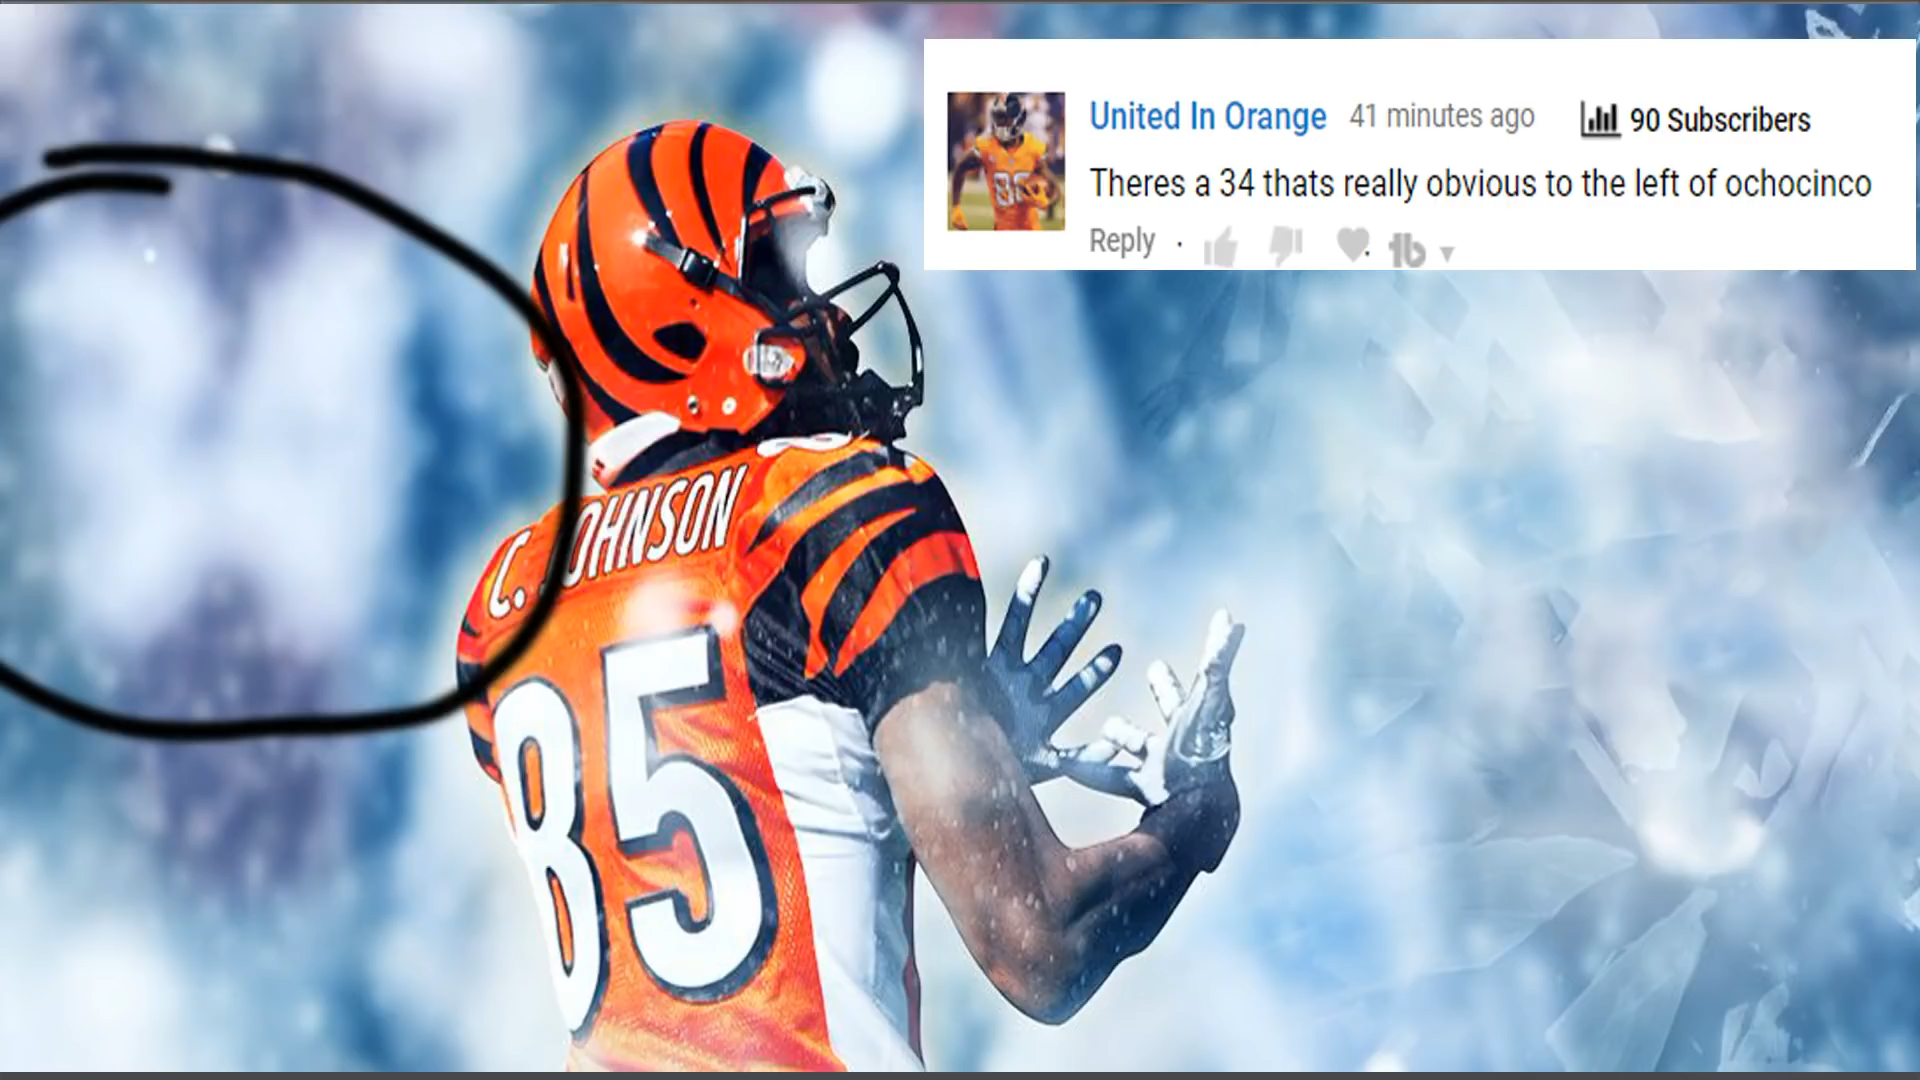 United In Orange 41 minutes ago 90 Subscribers
Theres a 34 thats really obvious to the left of ochocinco
Reply
C. JOHNSON
85